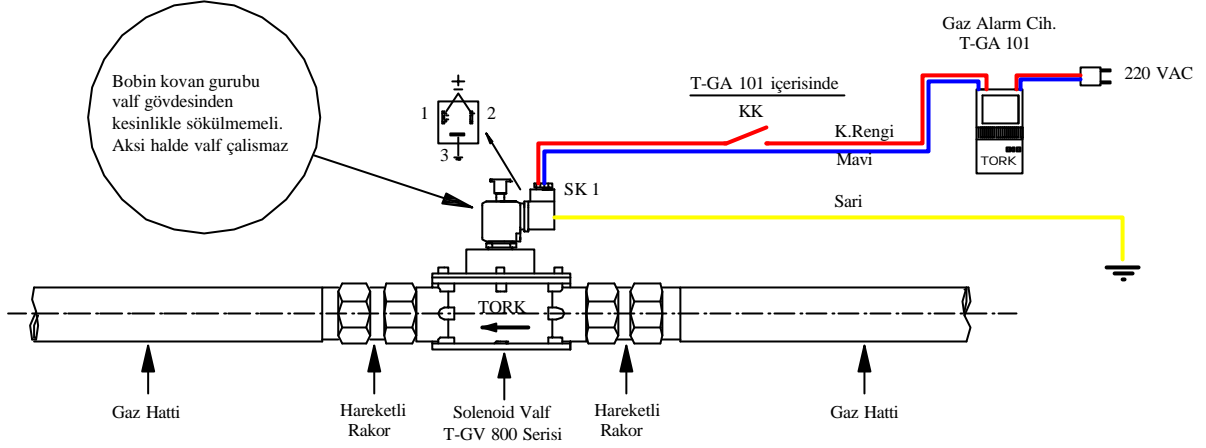 Gaz Alarm Cih.
T-GA 101
220 VAC
TORK
Bobin kovan gurubu
valf gövdesinden
kesinlikle sökülmemeli.
Aksi halde valf çalismaz
1
2
3
T-GA 101 içerisinde
KK
K.Rengi
Mavi
SK 1
Sari
TORK
Gaz Hatti
Hareketli
Rakor
Solenoid Valf
T-GV 800 Serisi
Hareketli
Rakor
Gaz Hatti